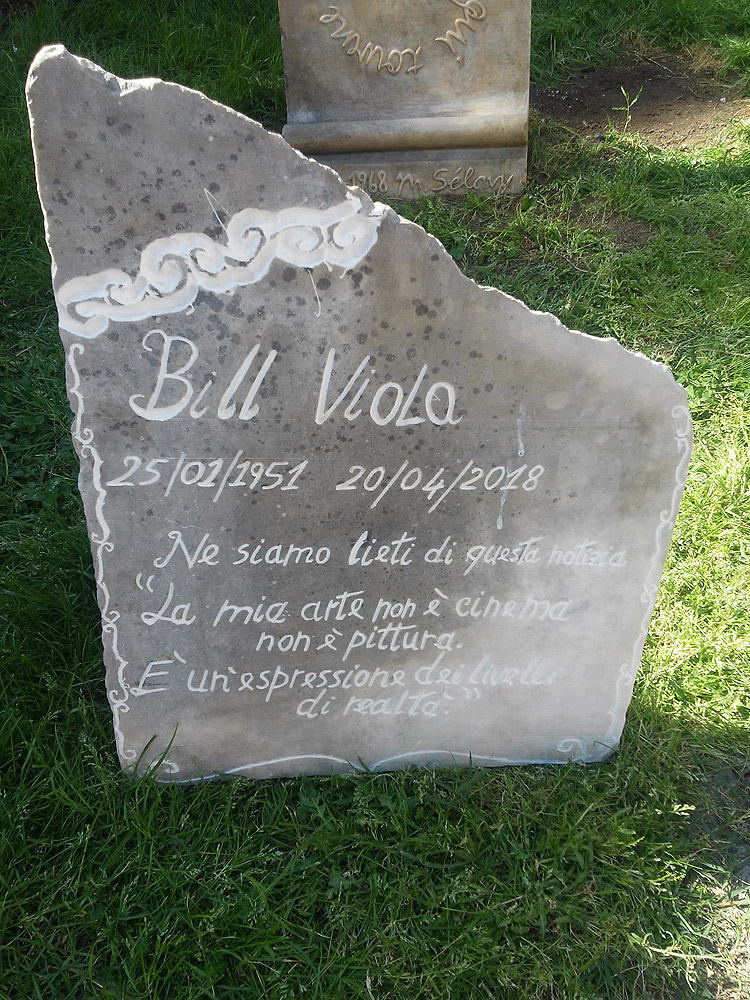 tourne
1968 Sélavy
Bill Viola
25/01/1951 20/04/2018
Ne siamo lieti di questa notizia
"La mia arte non è cinema
non è pittura.
È un'espressione dei livelli
di realtà."